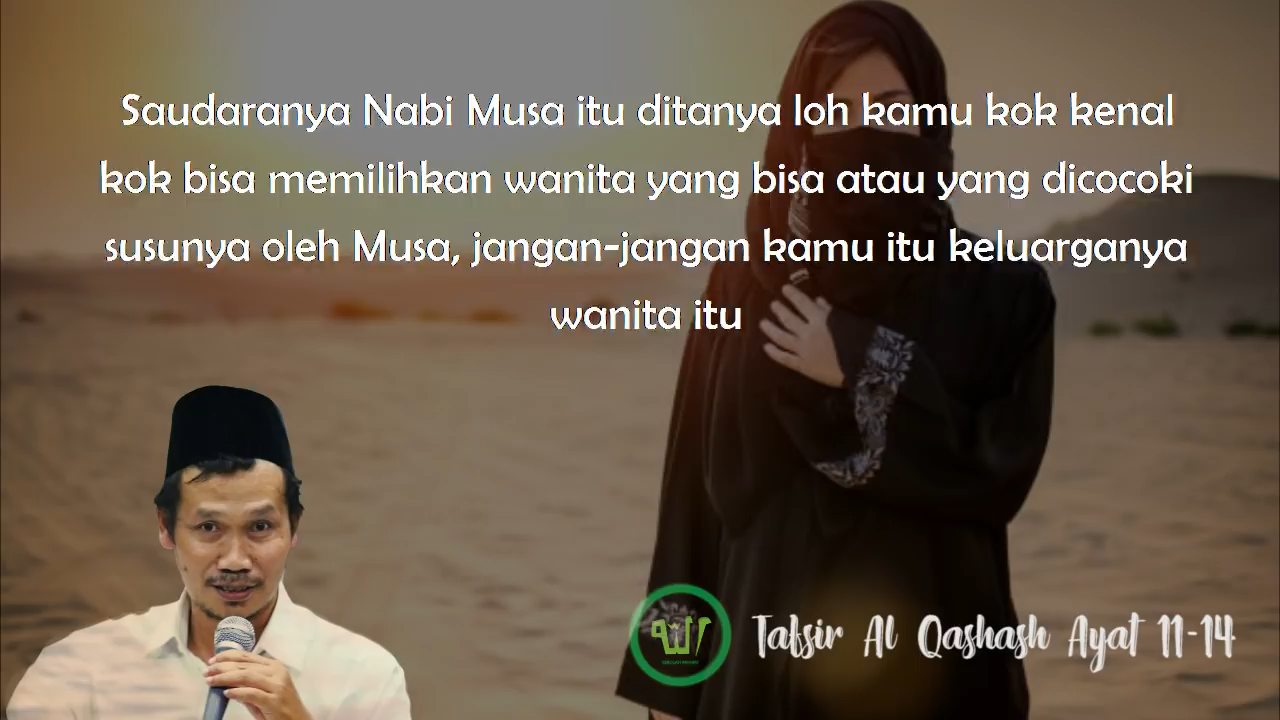 Saudaranya Nabi Musa itu ditanya loh kamu kok kenal
kok bisa memilihkan wanita yang bisa atau yang dicocoki
susunya oleh Musa, jangan-jangan kamu itu keluarganya
wanita itu
Tafsir Al Qashash Ayat 11-14